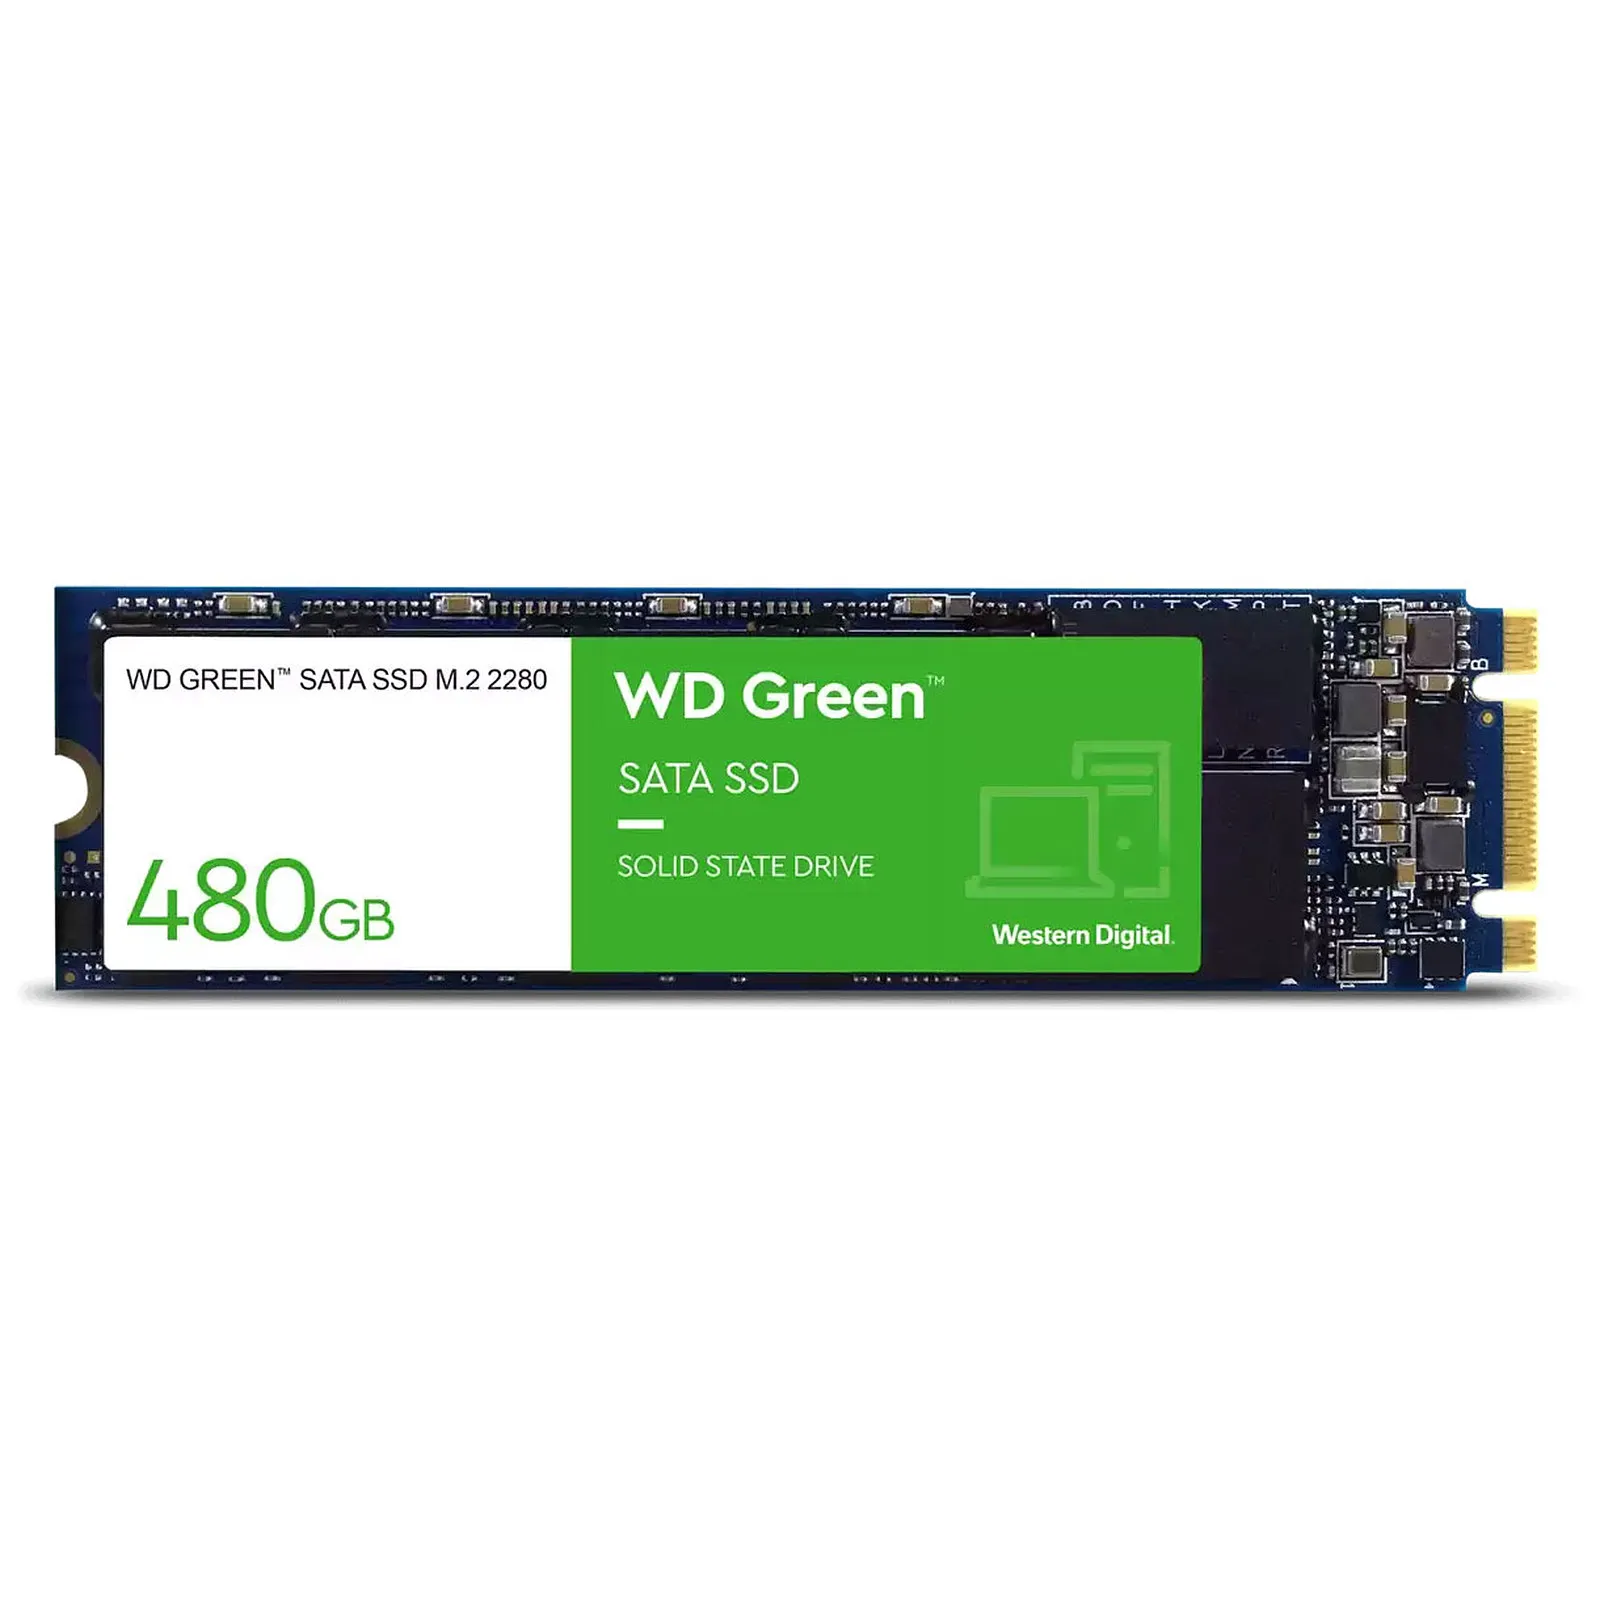 WD GREEN™ SATA SSD M.2 2280
480GB
WD Green™
SATA SSD
SOLID STATE DRIVE
Western Digital.
B
M